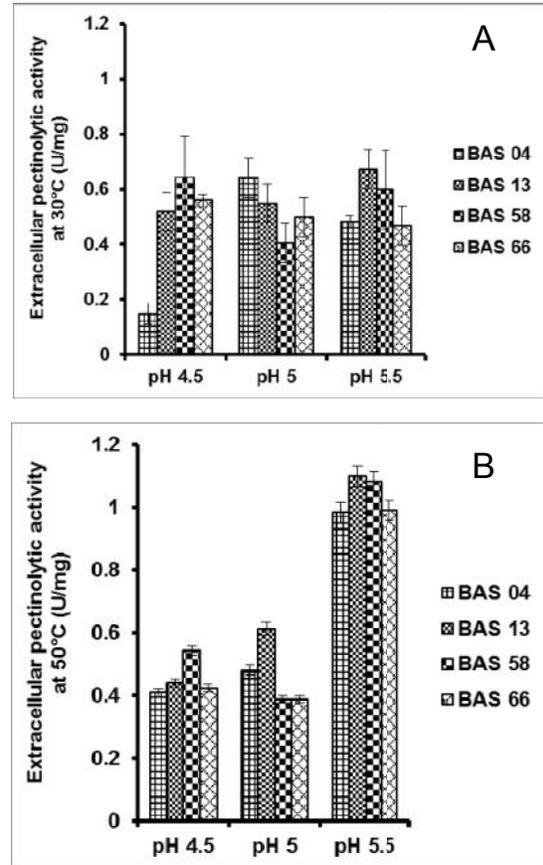 A
1.2
1
0.8
0.6
0.4
0.2
0
Extracellular pectinolytic activity
at 30°C (U/mg)
pH 4.5 pH 5 pH 5.5
BAS 04
BAS 13
BAS 58
BAS 66
B
1.2
1
0.8
0.6
0.4
0.2
0
Extracellular pectinolytic activity
at 50°C (U/mg)
pH 4.5 pH 5 pH 5.5
BAS 04
BAS 13
BAS 58
BAS 66